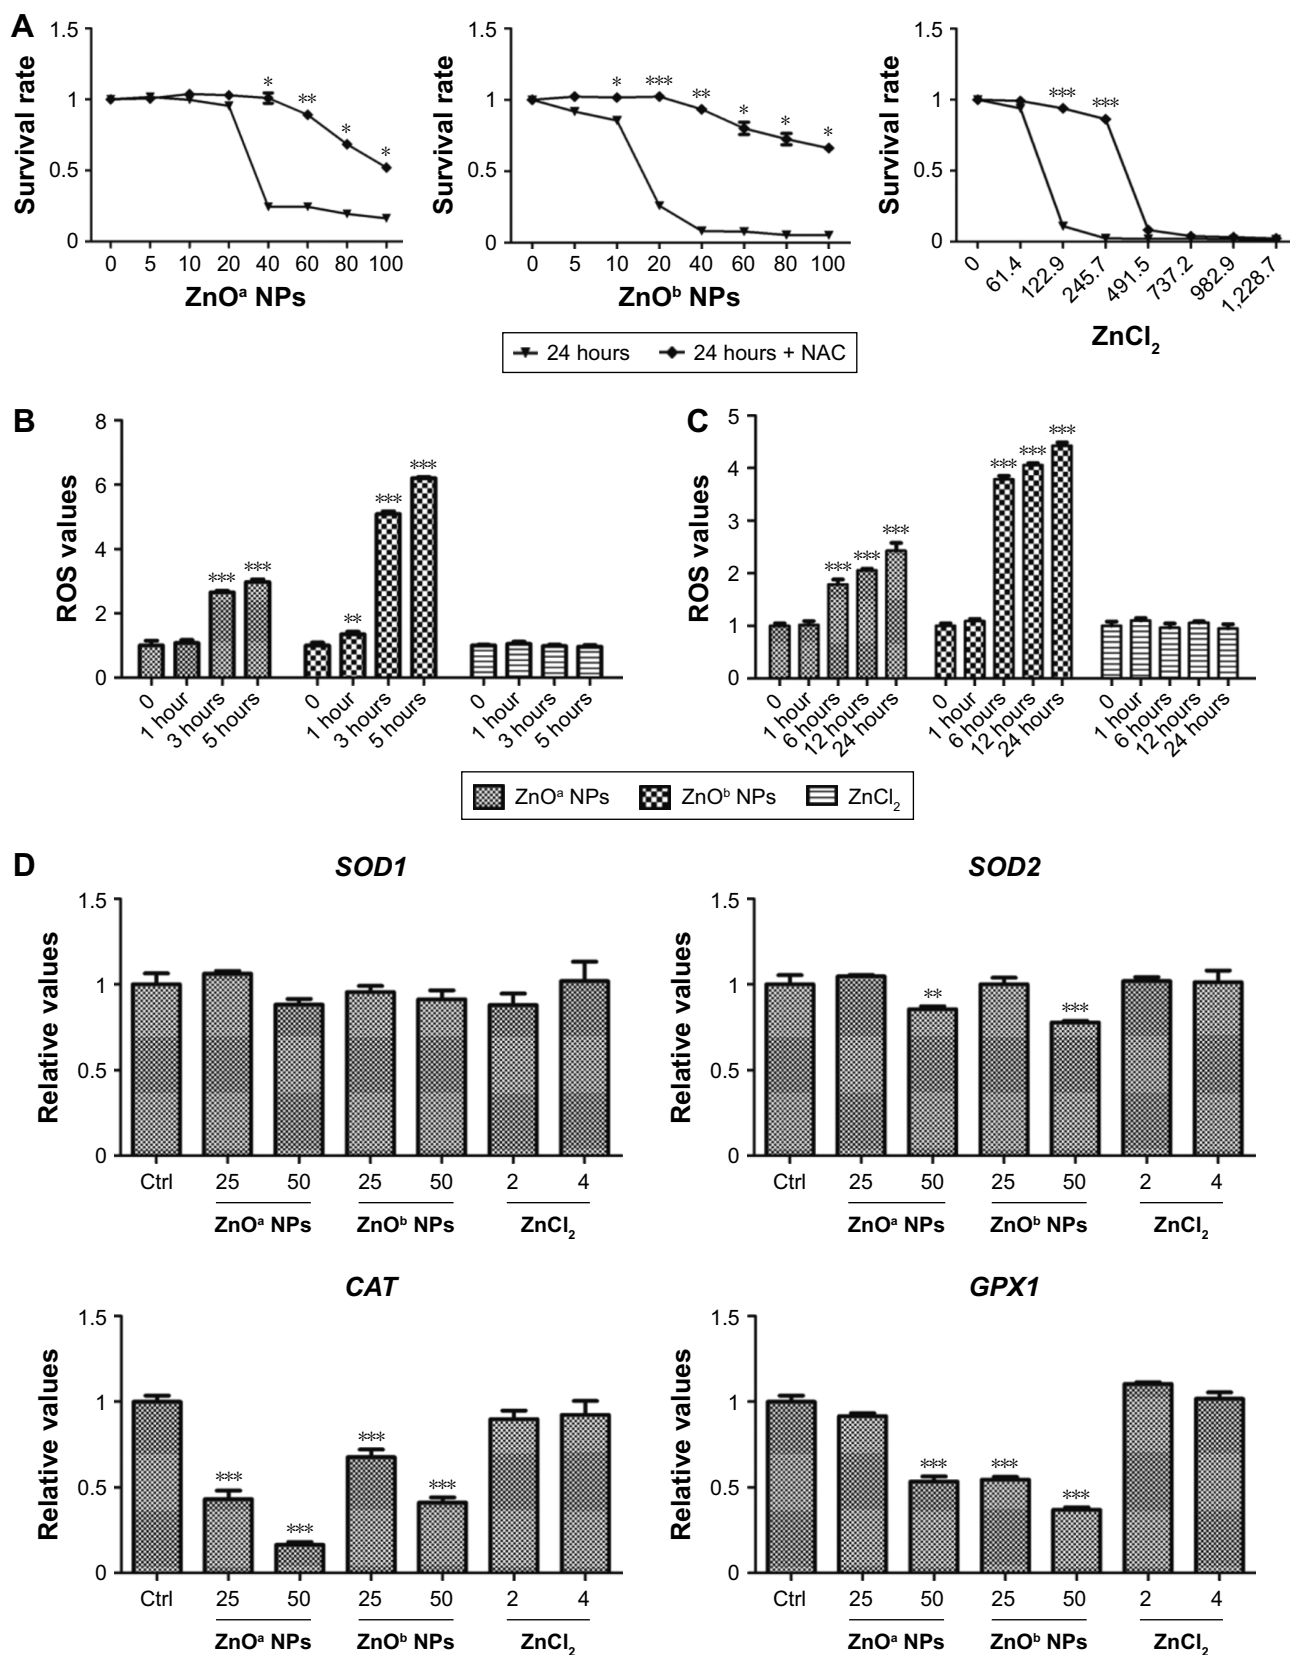 A
Survival rate
1.5
1
0.5
0
0 5 10 20 40 60 80 100
* ** * *
ZnOᵃ NPs
Survival rate
1.5
1
0.5
0
0 5 10 20 40 60 80 100
* *** ** * * *
ZnOᵇ NPs
Survival rate
1.5
1
0.5
0
0 61.4 122.9 245.7 491.5 737.2 982.9 1,228.7
*** ***
ZnCl₂
24 hours 24 hours + NAC
B
ROS values
8
6
4
2
0
*** *** ** *** ***
0 1 hour 3 hours 5 hours 0 1 hour 3 hours 5 hours 0 1 hour 3 hours 5 hours
C
ROS values
5
4
3
2
1
0
*** *** *** *** *** ***
0 1 hour 6 hours 12 hours 24 hours 0 1 hour 6 hours 12 hours 24 hours 0 1 hour 6 hours 12 hours 24 hours
ZnOᵃ NPs ZnOᵇ NPs ZnCl₂
D
SOD1
Relative values
1.5
1
0.5
0
Ctrl 25 50 25 50 2 4
ZnOᵃ NPs ZnOᵇ NPs ZnCl₂
SOD2
Relative values
1.5
1
0.5
0
** ***
Ctrl 25 50 25 50 2 4
ZnOᵃ NPs ZnOᵇ NPs ZnCl₂
CAT
Relative values
1.5
1
0.5
0
*** *** *** ***
Ctrl 25 50 25 50 2 4
ZnOᵃ NPs ZnOᵇ NPs ZnCl₂
GPX1
Relative values
1.5
1
0.5
0
*** *** ***
Ctrl 25 50 25 50 2 4
ZnOᵃ NPs ZnOᵇ NPs ZnCl₂